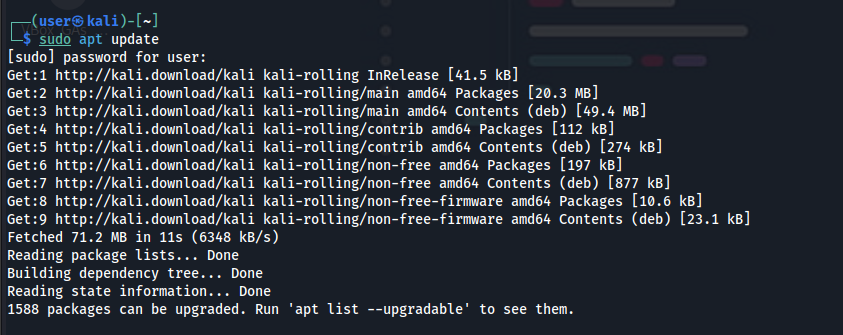 ┌──(user㉿kali)-[~]
└─$ sudo apt update
[sudo] password for user:
Get:1 http://kali.download/kali kali-rolling InRelease [41.5 kB]
Get:2 http://kali.download/kali kali-rolling/main amd64 Packages [20.3 MB]
Get:3 http://kali.download/kali kali-rolling/main amd64 Contents (deb) [49.4 MB]
Get:4 http://kali.download/kali kali-rolling/contrib amd64 Packages [112 kB]
Get:5 http://kali.download/kali kali-rolling/contrib amd64 Contents (deb) [274 kB]
Get:6 http://kali.download/kali kali-rolling/non-free amd64 Packages [197 kB]
Get:7 http://kali.download/kali kali-rolling/non-free amd64 Contents (deb) [877 kB]
Get:8 http://kali.download/kali kali-rolling/non-free-firmware amd64 Packages [10.6 kB]
Get:9 http://kali.download/kali kali-rolling/non-free-firmware amd64 Contents (deb) [23.1 kB]
Fetched 71.2 MB in 11s (6348 kB/s)
Reading package lists... Done
Building dependency tree... Done
Reading state information... Done
1588 packages can be upgraded. Run 'apt list --upgradable' to see them.